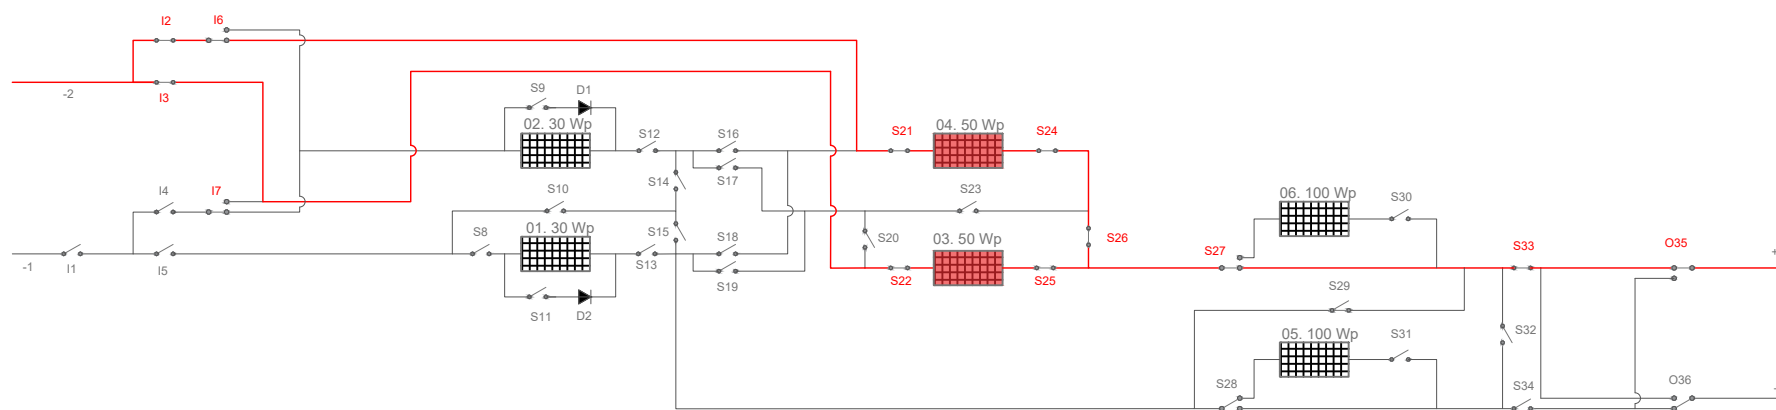 I2
I6
-2
I3
S9
D1
02. 30 Wp
S12
S16
S21
04. 50 Wp
S24
S14
S17
I4
I7
S10
S23
06. 100 Wp
S30
-1
I1
I5
S8
01. 30 Wp
S15
S13
S18
S19
S20
03. 50 Wp
S22
S25
S26
S27
S33
O35
+
S11
D2
S29
S32
05. 100 Wp
S31
S28
S34
O36